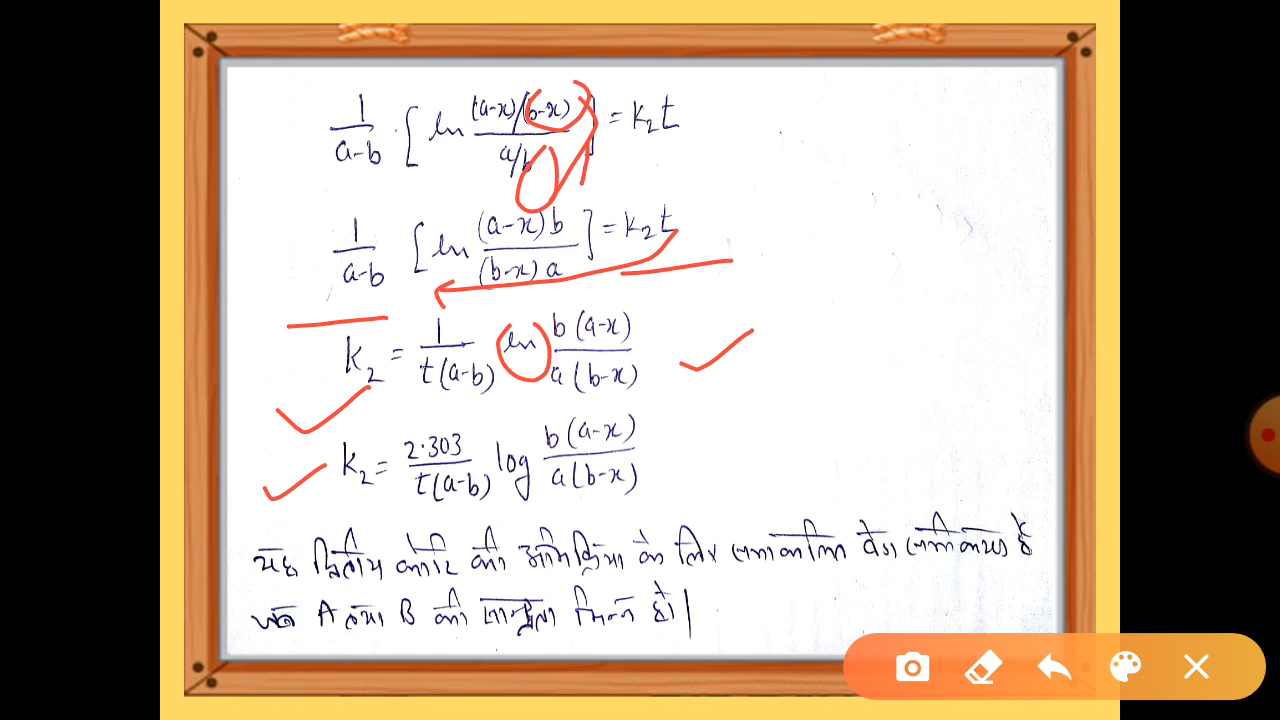 1/(a-b) [ln ((a-x)/(b-x))/(a/b)] = k₂t
1/(a-b) [ln (a-x)b/(b-x)a] = k₂t
k₂ = 1/t(a-b) ln b(a-x)/a(b-x)
k₂ = 2.303/t(a-b) log b(a-x)/a(b-x)
यह द्वितीय कोटि की अभिक्रिया के लिए समाकलित वेग समीकरण है
जब A तथा B की सान्द्रता भिन्न हो।